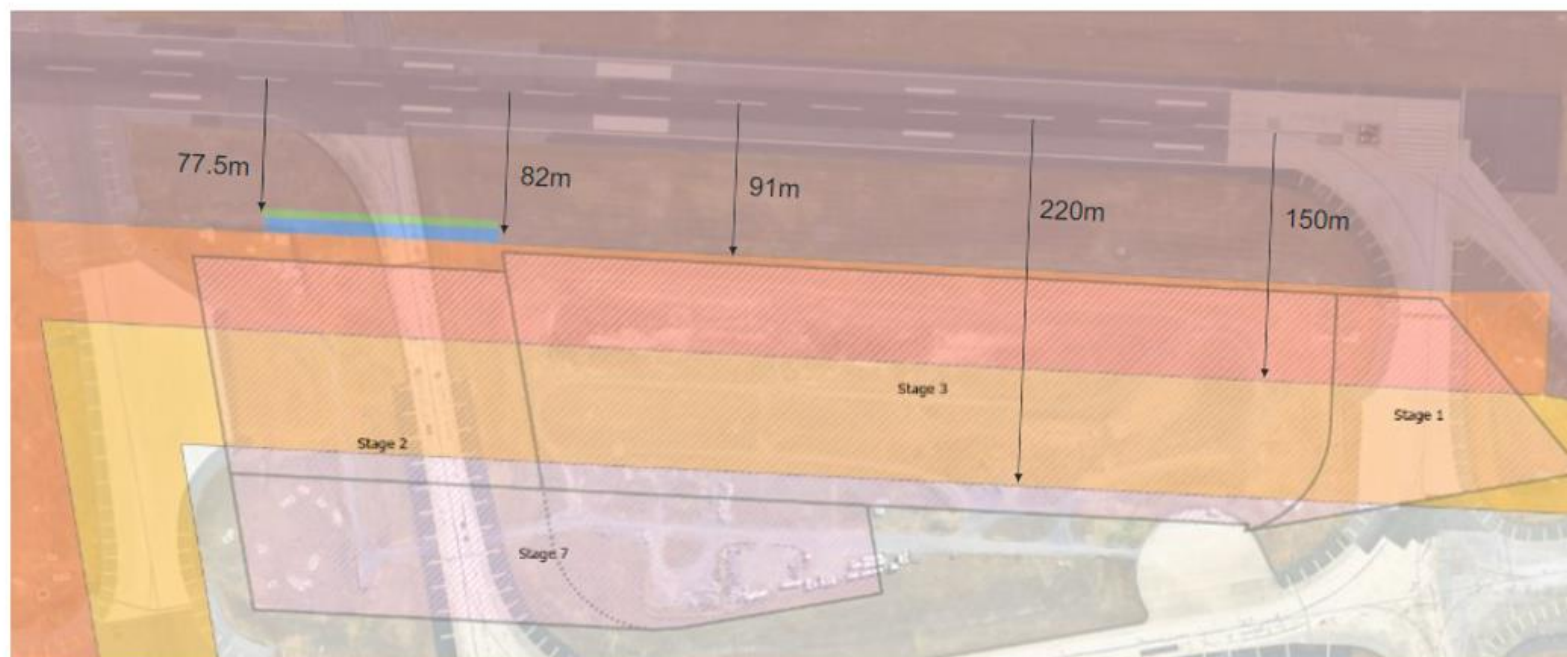 77.5m
82m
91m
220m
150m
Stage 3
Stage 1
Stage 2
Stage 7